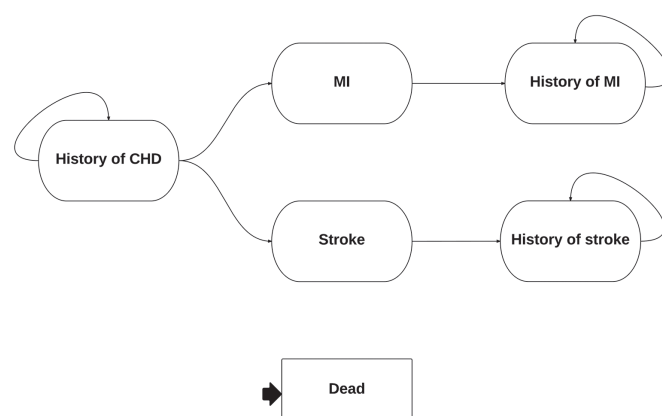 MI
History of MI
History of CHD
Stroke
History of stroke
Dead